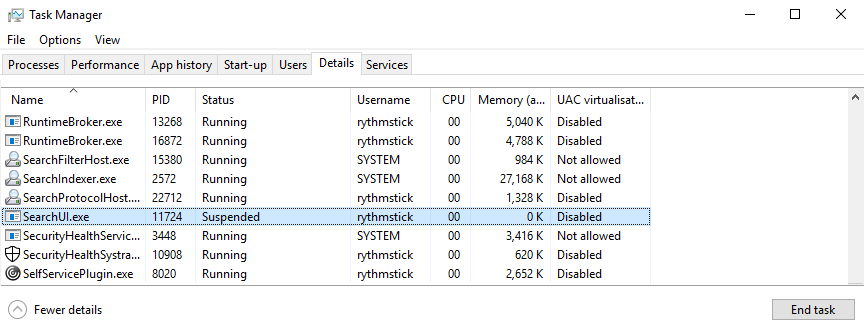 Task Manager
File Options View
Processes Performance App history Start-up Users Details Services
Name PID Status Username CPU Memory (a... UAC virtualisat...
RuntimeBroker.exe 13268 Running rythmstick 00 5,040 K Disabled
RuntimeBroker.exe 16872 Running rythmstick 00 4,788 K Disabled
SearchFilterHost.exe 15380 Running SYSTEM 00 984 K Not allowed
SearchIndexer.exe 2572 Running SYSTEM 00 27,168 K Not allowed
SearchProtocolHost.... 22712 Running rythmstick 00 1,328 K Disabled
SearchUI.exe 11724 Suspended rythmstick 00 0 K Disabled
SecurityHealthServic... 3448 Running SYSTEM 00 3,416 K Not allowed
SecurityHealthSystra... 10908 Running rythmstick 00 620 K Disabled
SelfServicePlugin.exe 8020 Running rythmstick 00 2,652 K Disabled
Fewer details End task